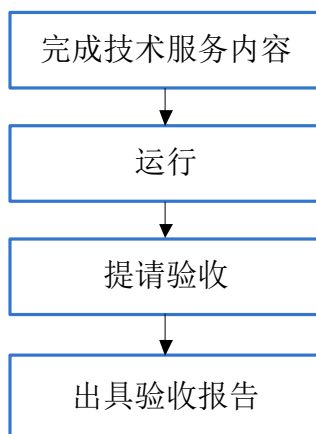 完成技术服务内容
运行
提请验收
出具验收报告